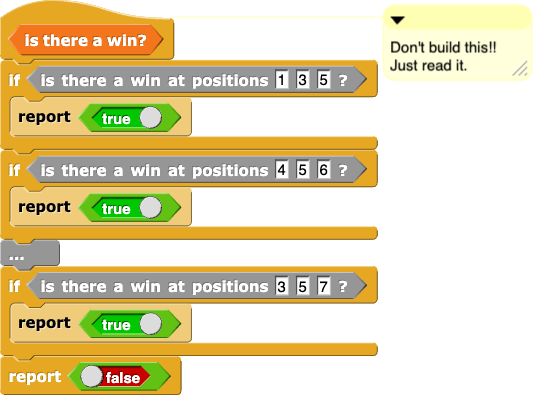 is there a win?
Don't build this!!
Just read it.
if is there a win at positions 1 3 5 ?
report true
if is there a win at positions 4 5 6 ?
report true
...
if is there a win at positions 3 5 7 ?
report true
report false